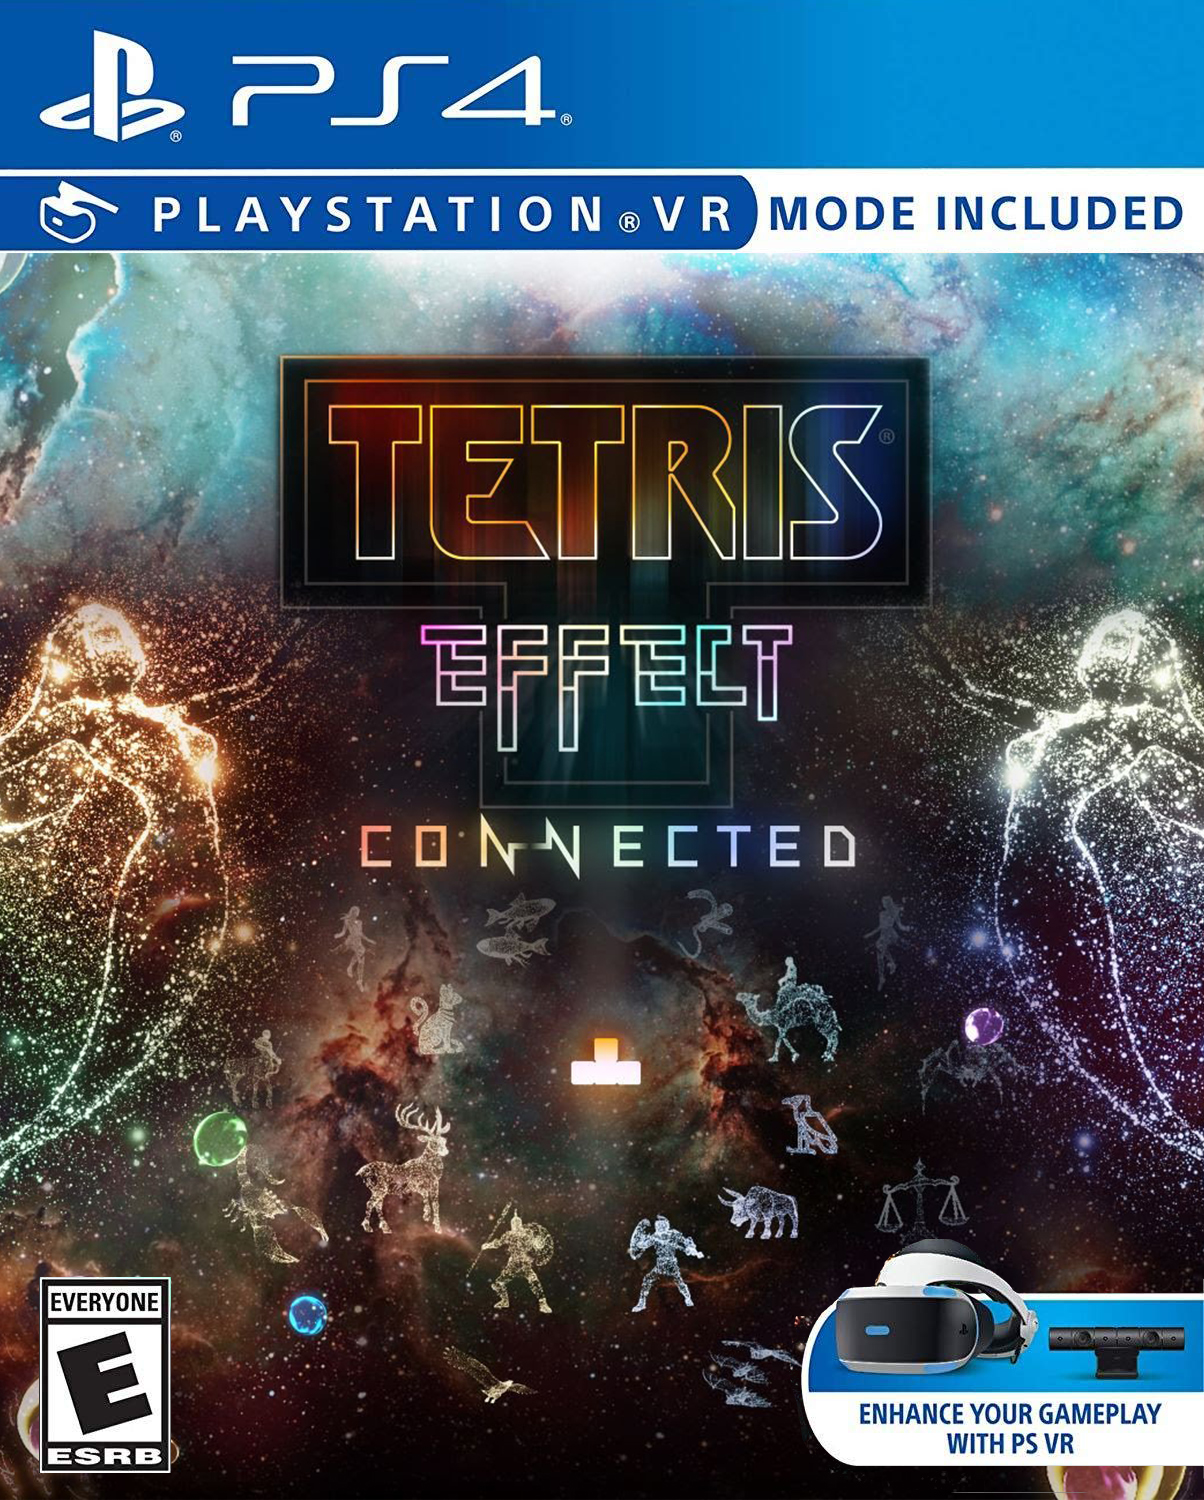 PS4®
PLAYSTATION®VR MODE INCLUDED
TETRIS®
EFFECT
CONNECTED
EVERYONE
E
ESRB
ENHANCE YOUR GAMEPLAY
WITH PS VR